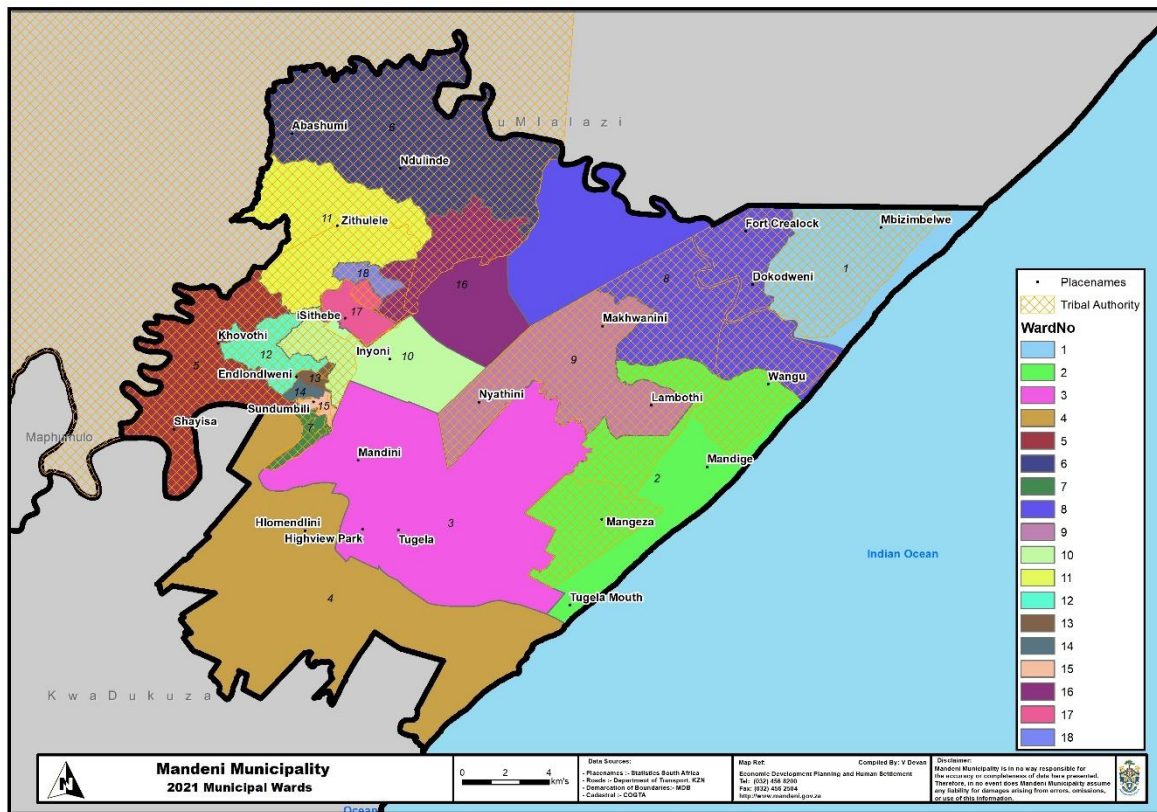 Abashumi
6
uMlalazi
Ndulinde
11
Zithulele
Fort Crealock
Mbizimbelwe
1
18
16
8
Dokodweni
iSithebe
17
Makhwanini
Khovothi
12
Inyoni
10
9
5
Endlondlweni
13
14
Wangu
Nyathini
Lambothi
Sundumbili
15
Shayisa
7
Maphumulo
Mandini
Mandige
2
Mangeza
Hlomendlini
Highview Park
Tugela
3
Indian Ocean
4
Tugela Mouth
KwaDukuza
Placenames
Tribal Authority
WardNo
1
2
3
4
5
6
7
8
9
10
11
12
13
14
15
16
17
18
N
Mandeni Municipality
2021 Municipal Wards
0 2 4
km's
Data Sources:
- Placenames :- Statistics South Africa
- Roads :- Department of Transport. KZN
- Demarcation of Boundaries:- MDB
- Cadastral :- COGTA
Map Ref: Compiled By: V Devan
Economic Development Planning and Human Settlement
Tel: (032) 456 8200
Fax: (032) 456 2504
http://www.mandeni.gov.za
Disclaimer:
Mandeni Municipality is in no way responsible for
the accuracy or completeness of data here presented.
Therefore, in no event does Mandeni Municipality assume
any liability for damages arising from errors, omissions,
or use of this information.
Ocean